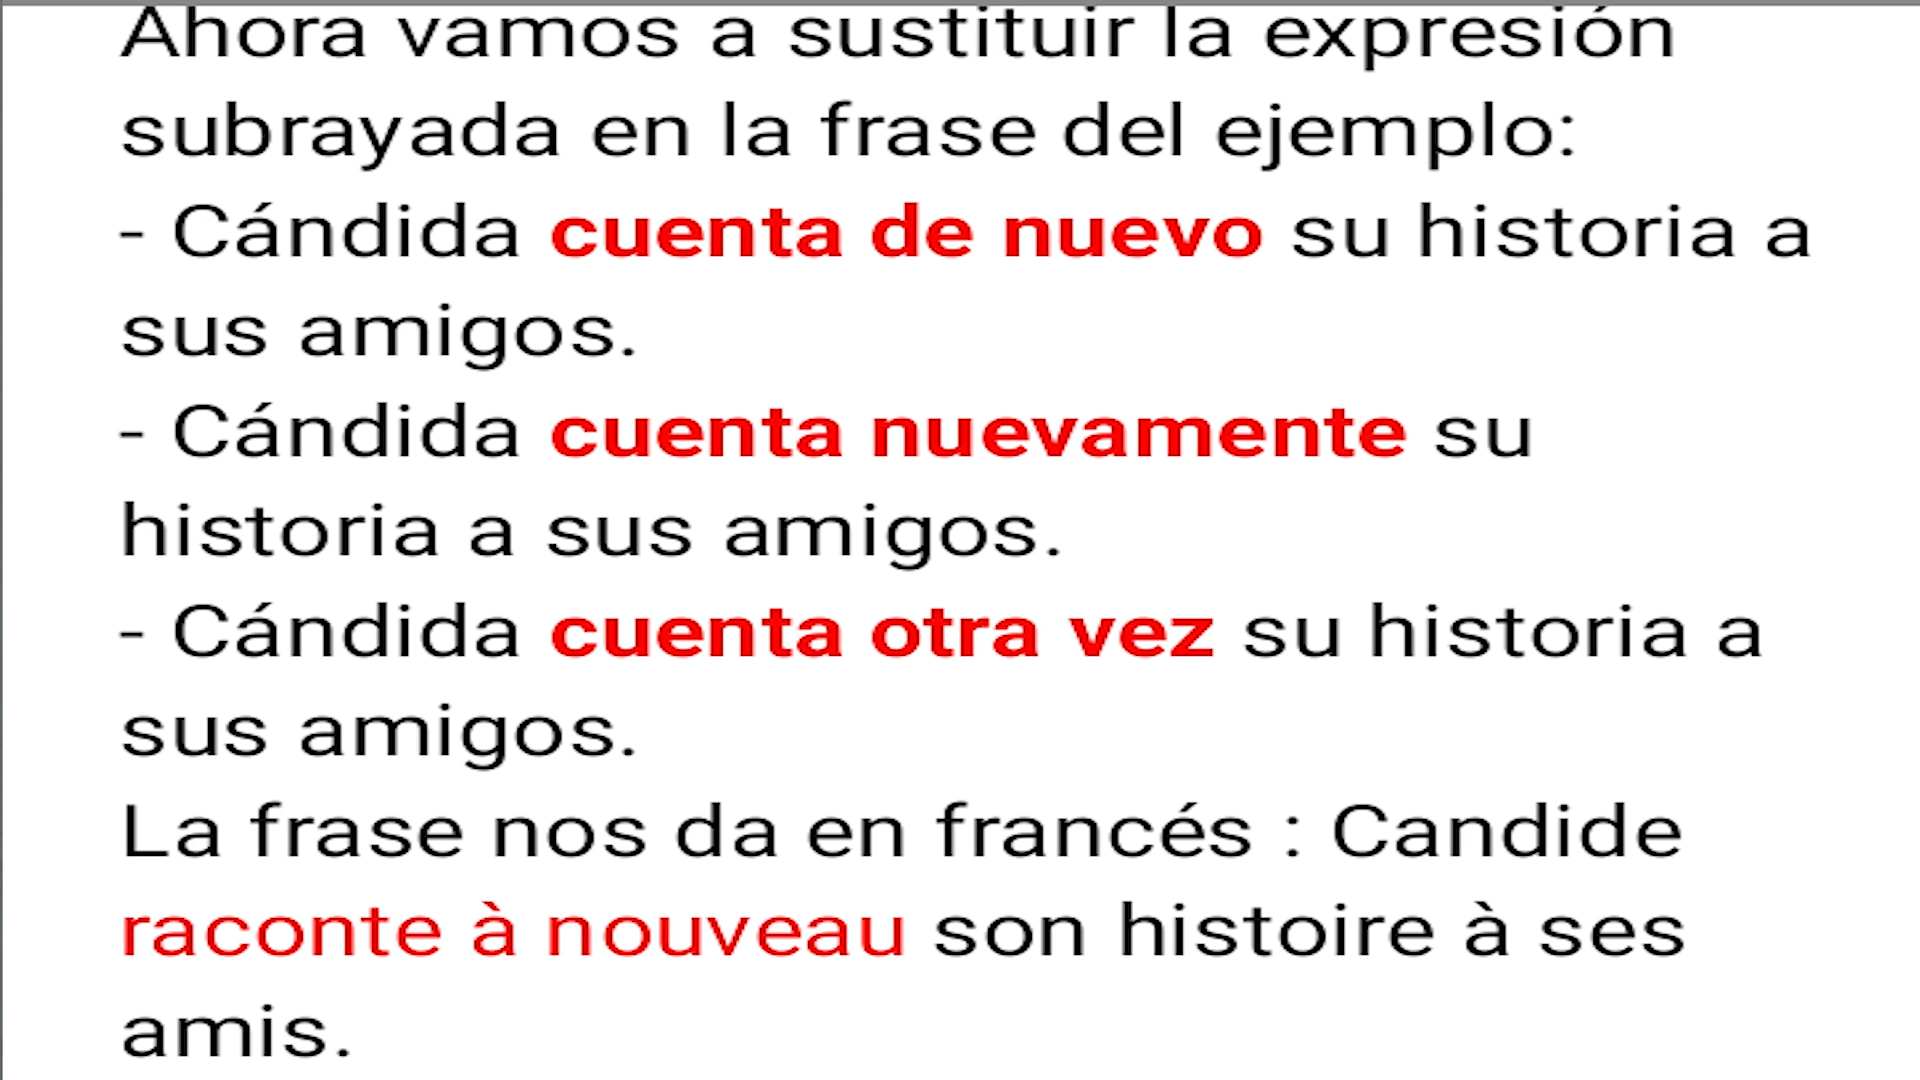 Ahora vamos a sustituir la expresión
subrayada en la frase del ejemplo:
- Cándida cuenta de nuevo su historia a
sus amigos.
- Cándida cuenta nuevamente su
historia a sus amigos.
- Cándida cuenta otra vez su historia a
sus amigos.
La frase nos da en francés : Candide
raconte à nouveau son histoire à ses
amis.